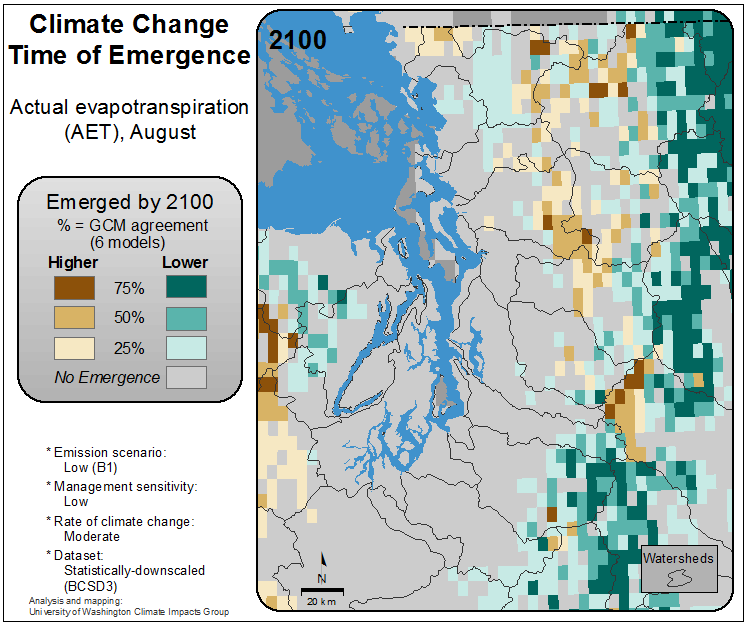 Climate Change
Time of Emergence
Actual evapotranspiration
(AET), August
Emerged by 2100
% = GCM agreement
(6 models)
Higher Lower
75%
50%
25%
No Emergence
* Emission scenario:
Low (B1)
* Management sensitivity:
Low
* Rate of climate change:
Moderate
* Dataset:
Statistically-downscaled
(BCSD3)
Analysis and mapping:
University of Washington Climate Impacts Group
2100
N
20 km
Watersheds